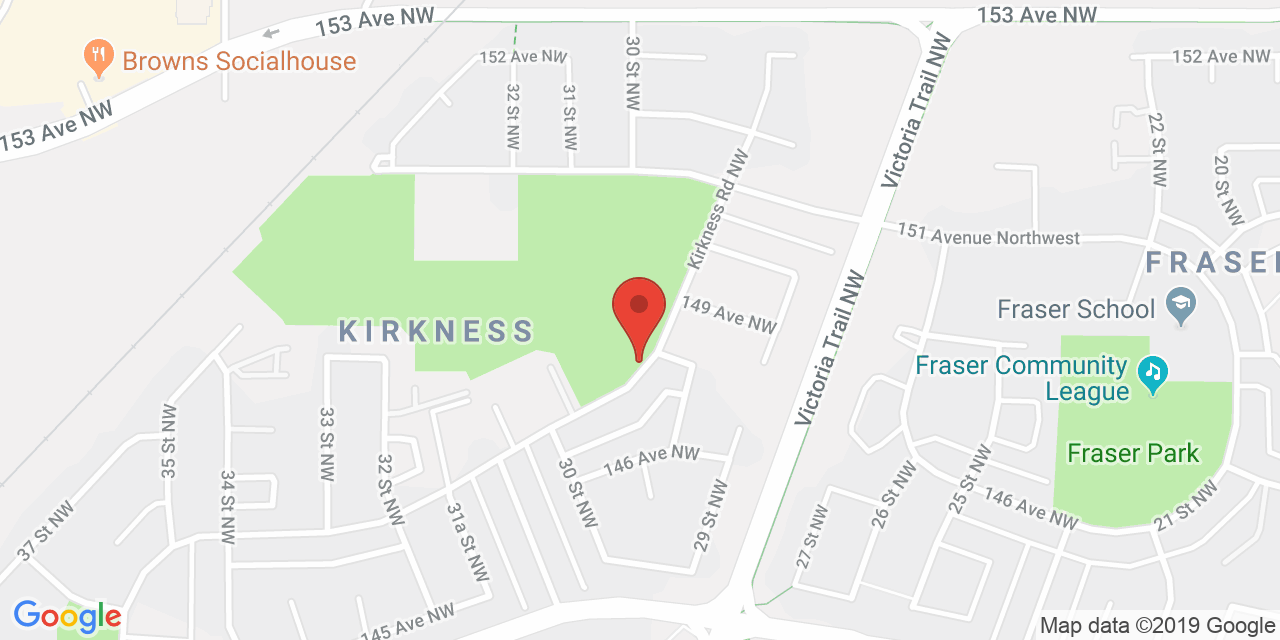 153 Ave NW
153 Ave NW
Browns Socialhouse
152 Ave NW
30 St NW
152 Ave NW
32 St NW
31 St NW
Victoria Trail NW
153 Ave NW
22 St NW
20 St NW
Kirkness Rd NW
151 Avenue Northwest
FRASER
149 Ave NW
Fraser School
KIRKNESS
Victoria Trail NW
Fraser Community
League
35 St NW
33 St NW
32 St NW
34 St NW
146 Ave NW
Fraser Park
30 St NW
25 St NW
26 St NW
146 Ave NW
21 St NW
37 St NW
31a St NW
29 St NW
27 St NW
Google
145 Ave NW
Map data ©2019 Google